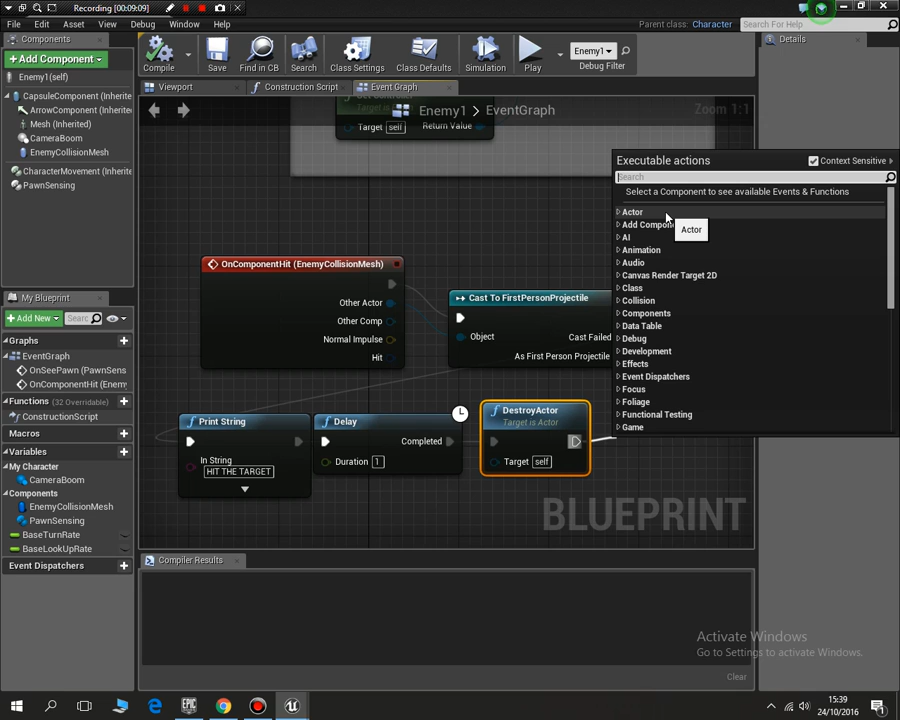 Recording [00:09:09]
File Edit Asset View Debug Window Help
Parent class: Character
Search For Help
Components
Details
+ Add Component
Compile
Save
Find in CB
Search
Class Settings
Class Defaults
Simulation
Play
Enemy1
Debug Filter
Enemy1(self)
Viewport
Construction Script
Event Graph
CapsuleComponent (Inherite
ArrowComponent (Inherited
Mesh (Inherited)
CameraBoom
EnemyCollisionMesh
CharacterMovement (Inherite
PawnSensing
Enemy1 > EventGraph
Zoom 1:1
Target self
Return Value
Executable actions
Context Sensitive
Search
Select a Component to see available Events & Functions
Actor
Add Compon
Actor
AI
Animation
Audio
Canvas Render Target 2D
Class
Collision
Components
Data Table
Debug
Development
Effects
Event Dispatchers
Focus
Foliage
Functional Testing
Game
OnComponentHit (EnemyCollisionMesh)
Other Actor
Other Comp
Normal Impulse
Hit
Cast To FirstPersonProjectile
Object
Cast Failed
As First Person Projectile
My Blueprint
+ Add New
Searc
Graphs
EventGraph
OnSeePawn (PawnSens
OnComponentHit (Enemy
Functions (32 Overridable)
ConstructionScript
Macros
Variables
My Character
CameraBoom
Components
EnemyCollisionMesh
PawnSensing
BaseTurnRate
BaseLookUpRate
Event Dispatchers
Print String
In String
HIT THE TARGET
Delay
Completed
Duration 1
DestroyActor
Target is Actor
Target self
BLUEPRINT
Compiler Results
Activate Windows
Go to Settings to activate Windows.
Clear
EPIC
15:39
24/10/2016
1